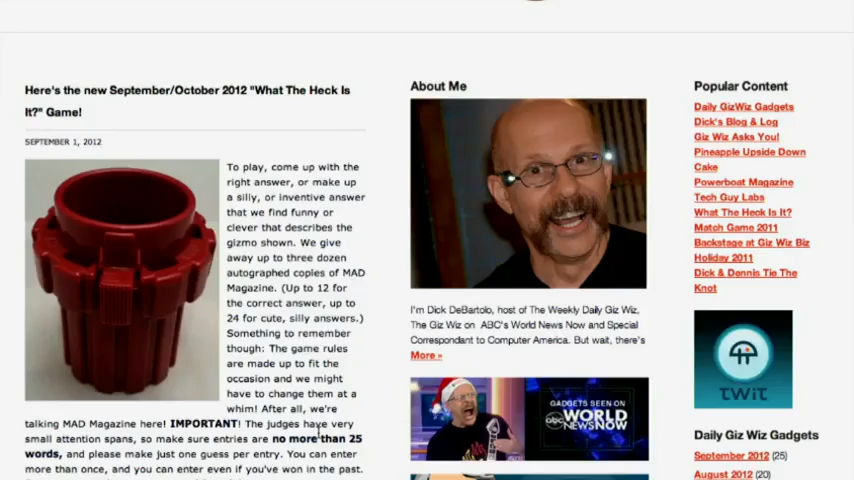 Here's the new September/October 2012 "What The Heck Is
It?" Game!
SEPTEMBER 1, 2012
To play, come up with the
right answer, or make up
a silly, or inventive answer
that we find funny or
clever that describes the
gizmo shown. We give
away up to three dozen
autographed copies of MAD
Magazine. (Up to 12 for
the correct answer, up to
24 for cute, silly answers.)
Something to remember
though: The game rules
are made up to fit the
occasion and we might
have to change them at a
whim! After all, we're
talking MAD Magazine here! IMPORTANT! The judges have very
small attention spans, so make sure entries are no more than 25
words, and please make just one guess per entry. You can enter
more than once, and you can enter even if you've won in the past.
About Me
I'm Dick DeBartolo, host of The Weekly Daily Giz Wiz,
The Giz Wiz on ABC's World News Now and Special
Correspondant to Computer America. But wait, there's
More »
GADGETS SEEN ON
abc WORLD
NEWS NOW
Popular Content
Daily GizWiz Gadgets
Dick's Blog & Log
Giz Wiz Asks You!
Pineapple Upside Down
Cake
Powerboat Magazine
Tech Guy Labs
What The Heck Is It?
Match Game 2011
Backstage at Giz Wiz Biz
Holiday 2011
Dick & Dennis Tie The
Knot
TWiT
Daily Giz Wiz Gadgets
September 2012 (25)
August 2012 (20)